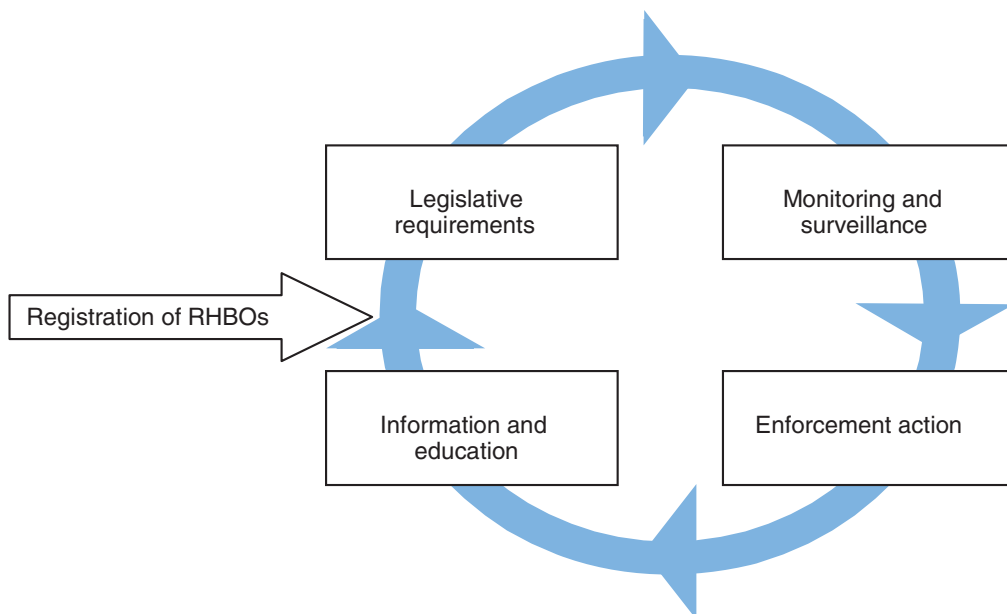 Legislative
requirements
Monitoring and
surveillance
Registration of RHBOs
Information and
education
Enforcement action